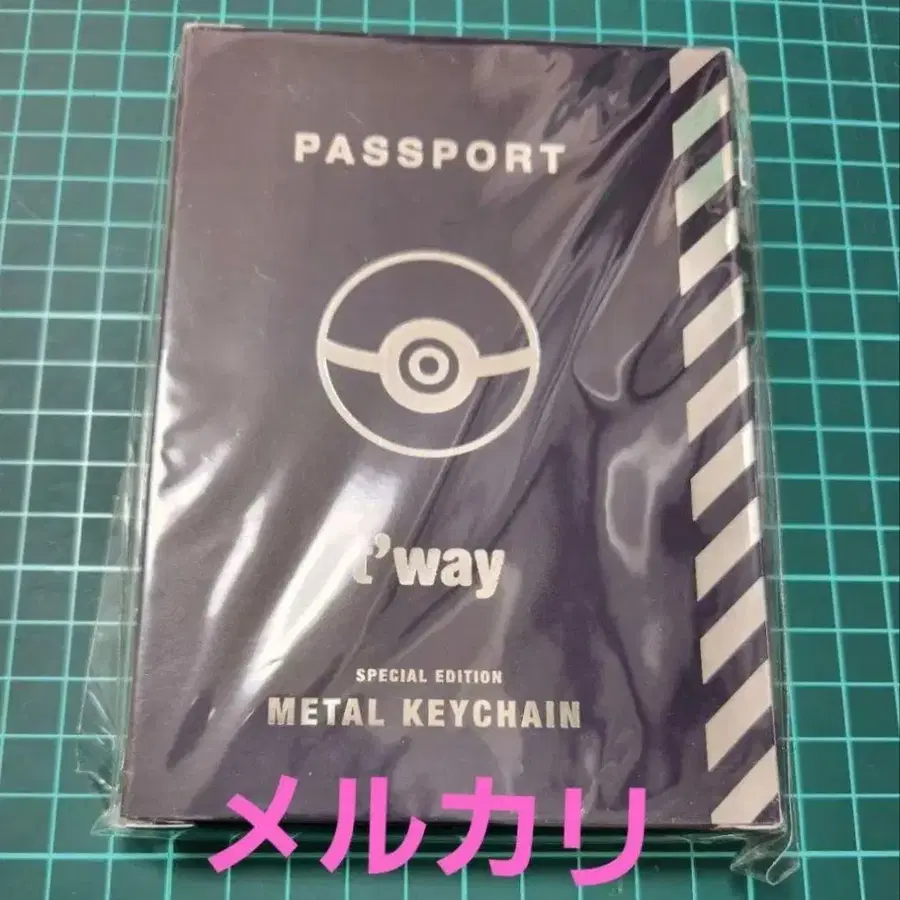 PASSPORT
t'way
SPECIAL EDITION
METAL KEYCHAIN
メルカリ